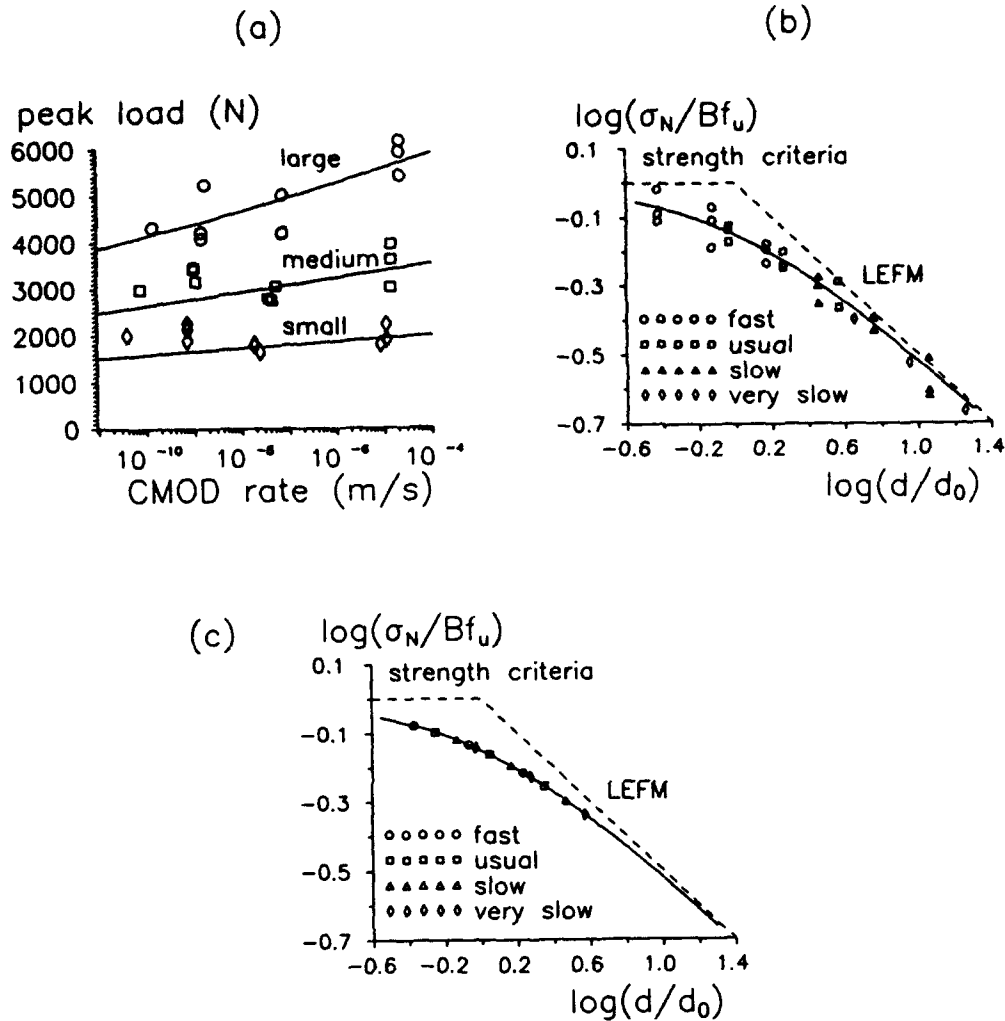 (a)
peak load (N)
6000
5000
4000
3000
2000
1000
0
large
medium
small
10⁻¹⁰ 10⁻⁸ 10⁻⁶ 10⁻⁴
CMOD rate (m/s)
(b)
log(σ_N/Bf_u)
0.1
-0.1
-0.3
-0.5
-0.7
strength criteria
LEFM
fast
usual
slow
very slow
-0.6 -0.2 0.2 0.6 1.0 1.4
log(d/d₀)
(c)
log(σ_N/Bf_u)
0.1
-0.1
-0.3
-0.5
-0.7
strength criteria
LEFM
fast
usual
slow
very slow
-0.6 -0.2 0.2 0.6 1.0 1.4
log(d/d₀)